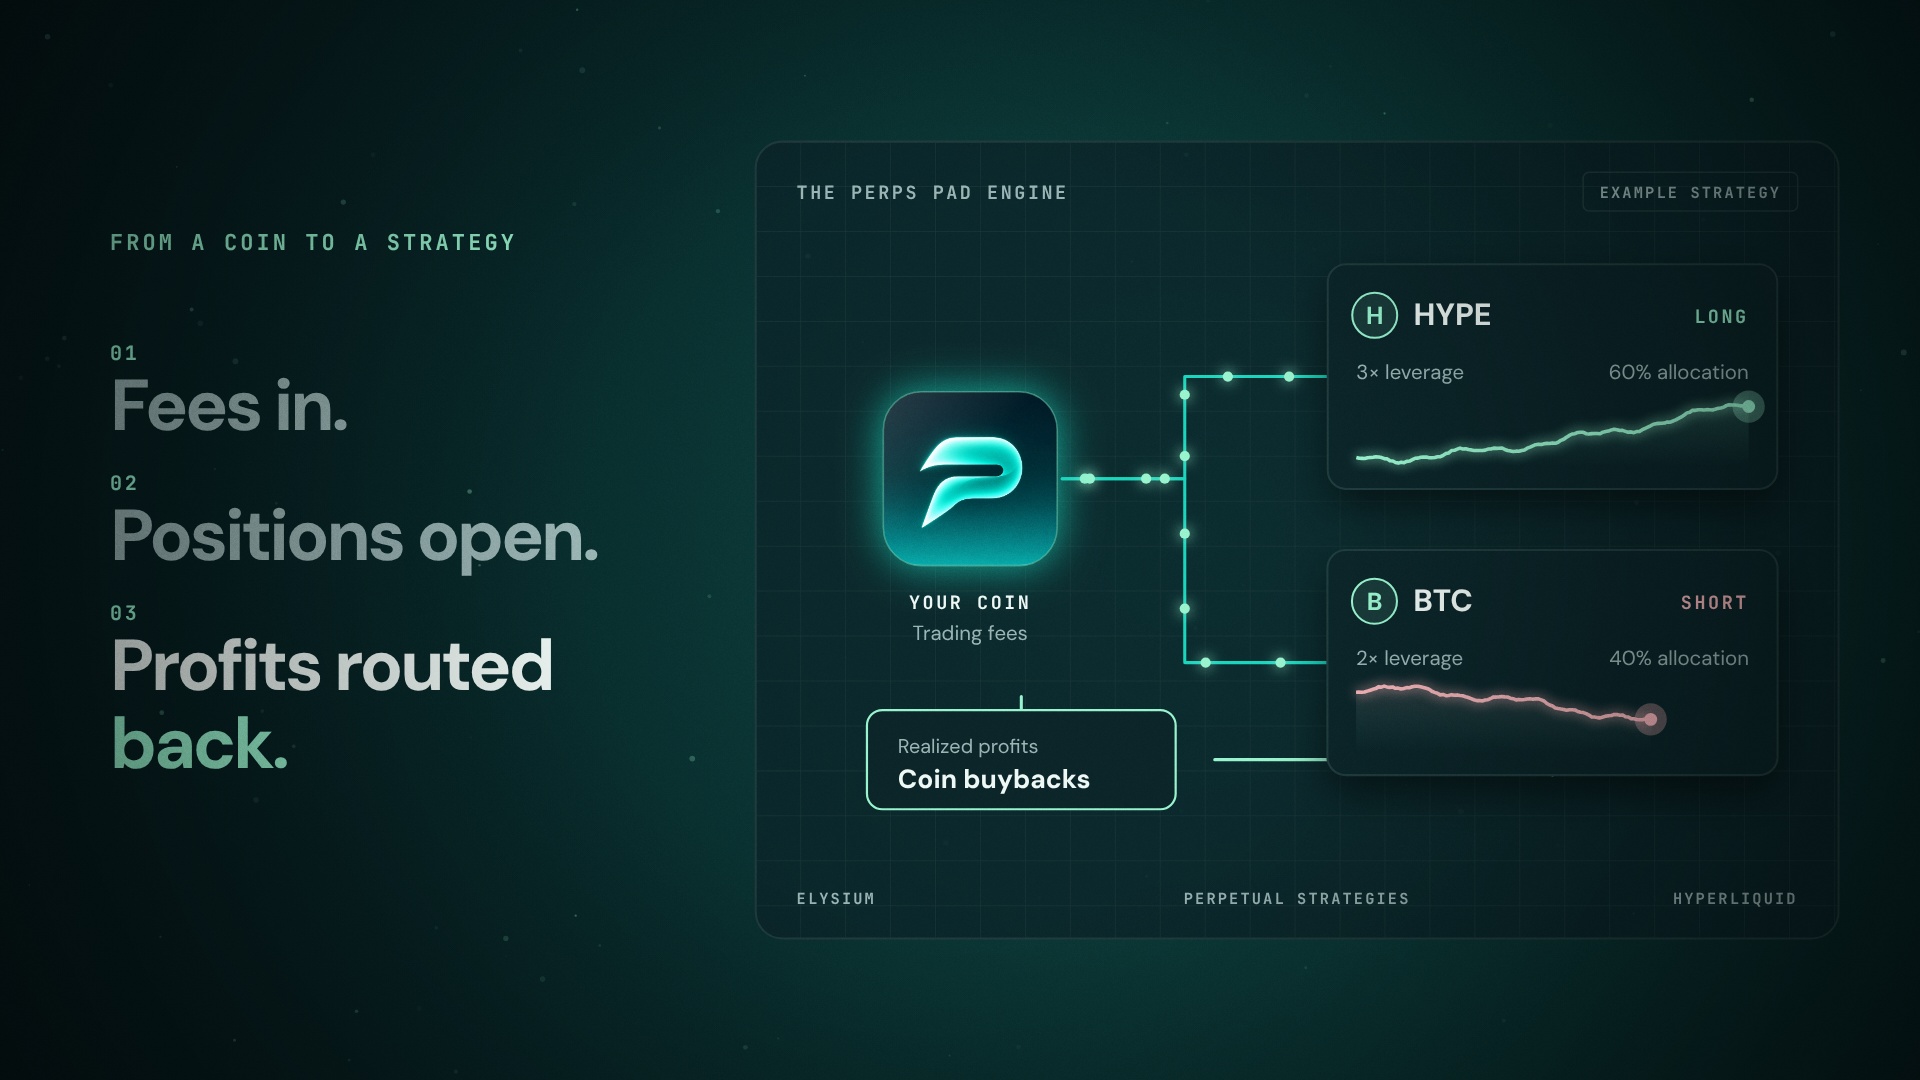 FROM A COIN TO A STRATEGY
01
Fees in.
02
Positions open.
03
Profits routed
back.
THE PERPS PAD ENGINE
EXAMPLE STRATEGY
H HYPE LONG
3× leverage 60% allocation
YOUR COIN
Trading fees
B BTC SHORT
2× leverage 40% allocation
Realized profits
Coin buybacks
ELYSIUM
PERPETUAL STRATEGIES
HYPERLIQUID